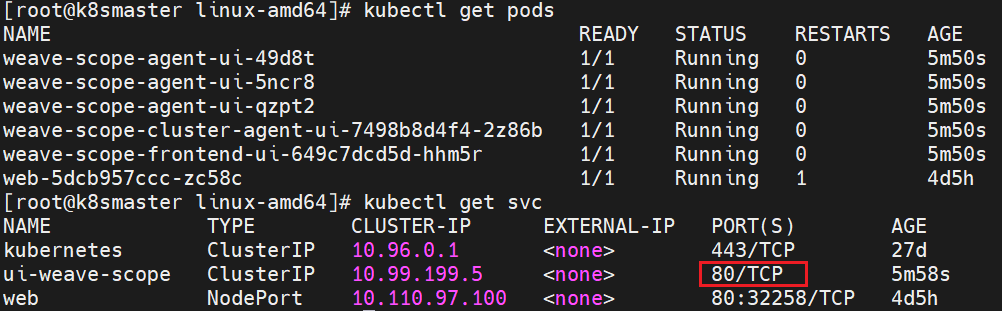 [root@k8smaster linux-amd64]# kubectl get pods
NAME READY STATUS RESTARTS AGE
weave-scope-agent-ui-49d8t 1/1 Running 0 5m50s
weave-scope-agent-ui-5ncr8 1/1 Running 0 5m50s
weave-scope-agent-ui-qzpt2 1/1 Running 0 5m50s
weave-scope-cluster-agent-ui-7498b8d4f4-2z86b 1/1 Running 0 5m50s
weave-scope-frontend-ui-649c7dcd5d-hhm5r 1/1 Running 0 5m50s
web-5dcb957ccc-zc58c 1/1 Running 1 4d5h
[root@k8smaster linux-amd64]# kubectl get svc
NAME TYPE CLUSTER-IP EXTERNAL-IP PORT(S) AGE
kubernetes ClusterIP 10.96.0.1 <none> 443/TCP 27d
ui-weave-scope ClusterIP 10.99.199.5 <none> 80/TCP 5m58s
web NodePort 10.110.97.100 <none> 80:32258/TCP 4d5h